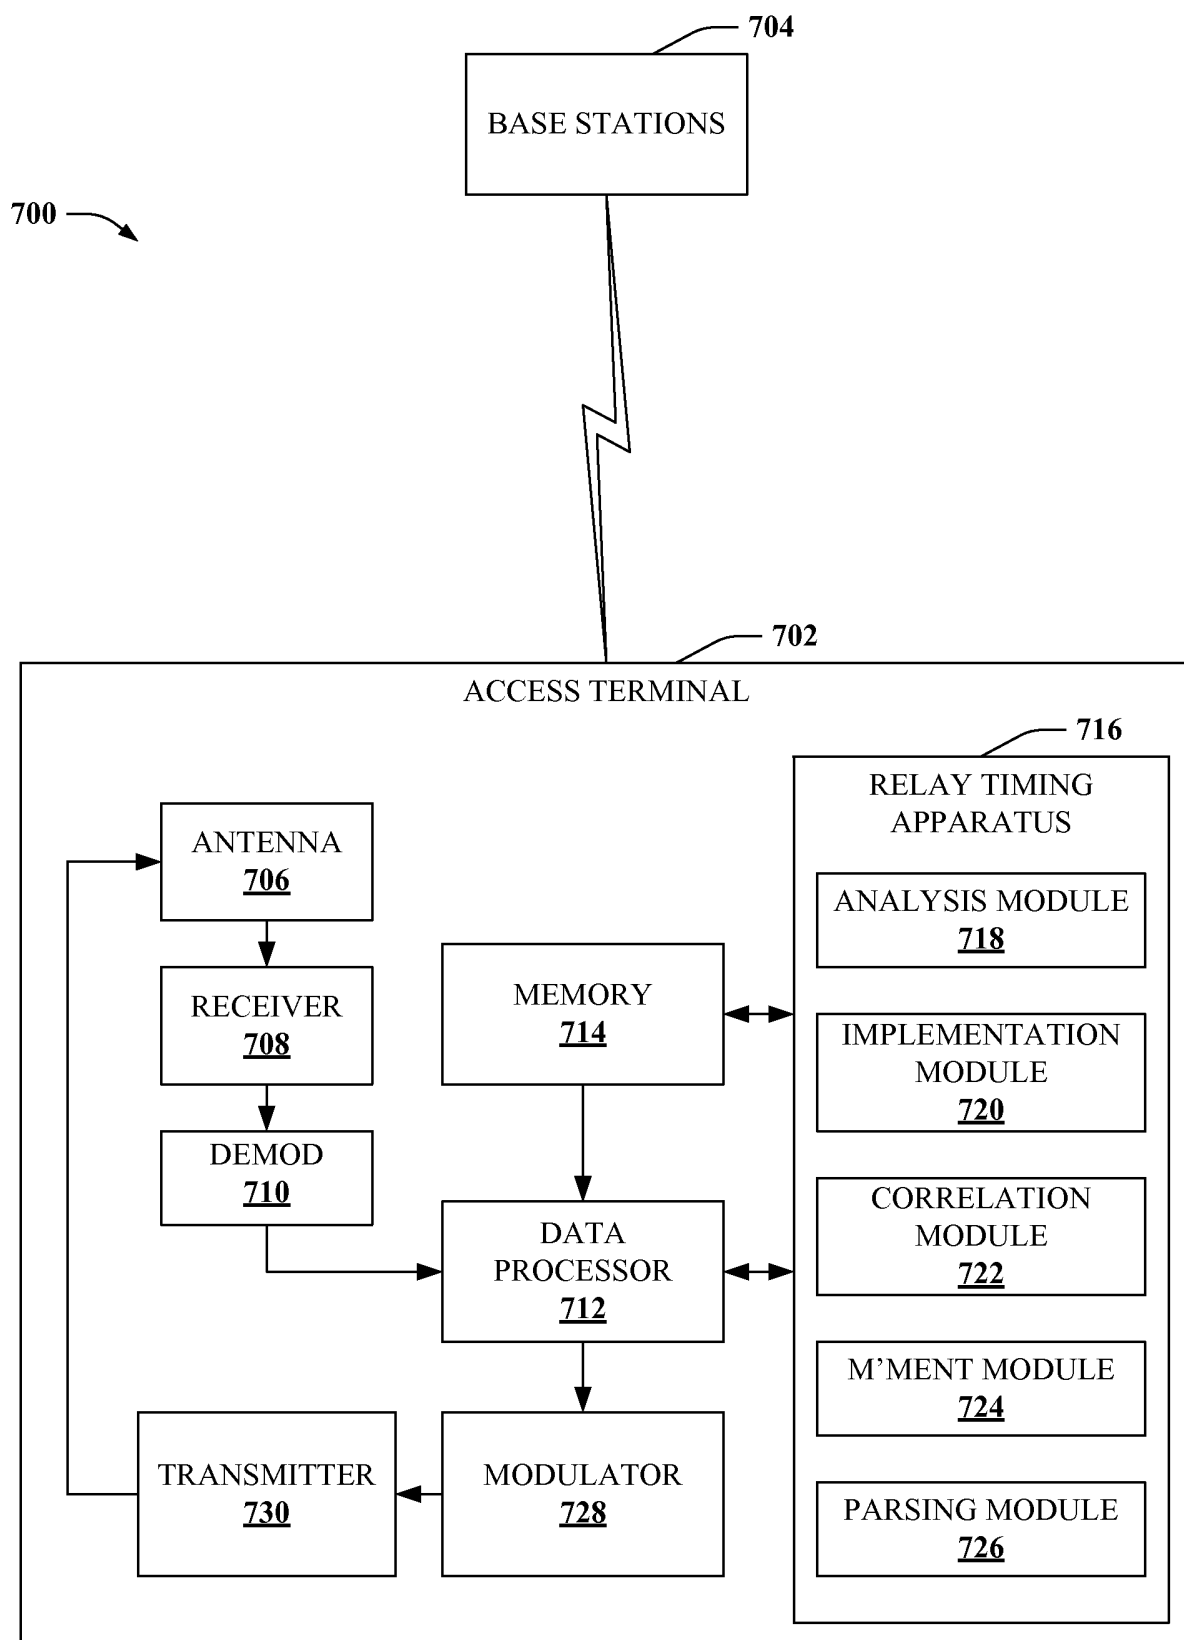 704
BASE STATIONS
700
702
ACCESS TERMINAL
716
RELAY TIMING
APPARATUS
ANTENNA
706
ANALYSIS MODULE
718
RECEIVER
708
MEMORY
714
IMPLEMENTATION
MODULE
720
DEMOD
710
DATA
PROCESSOR
712
CORRELATION
MODULE
722
M’MENT MODULE
724
TRANSMITTER
730
MODULATOR
728
PARSING MODULE
726